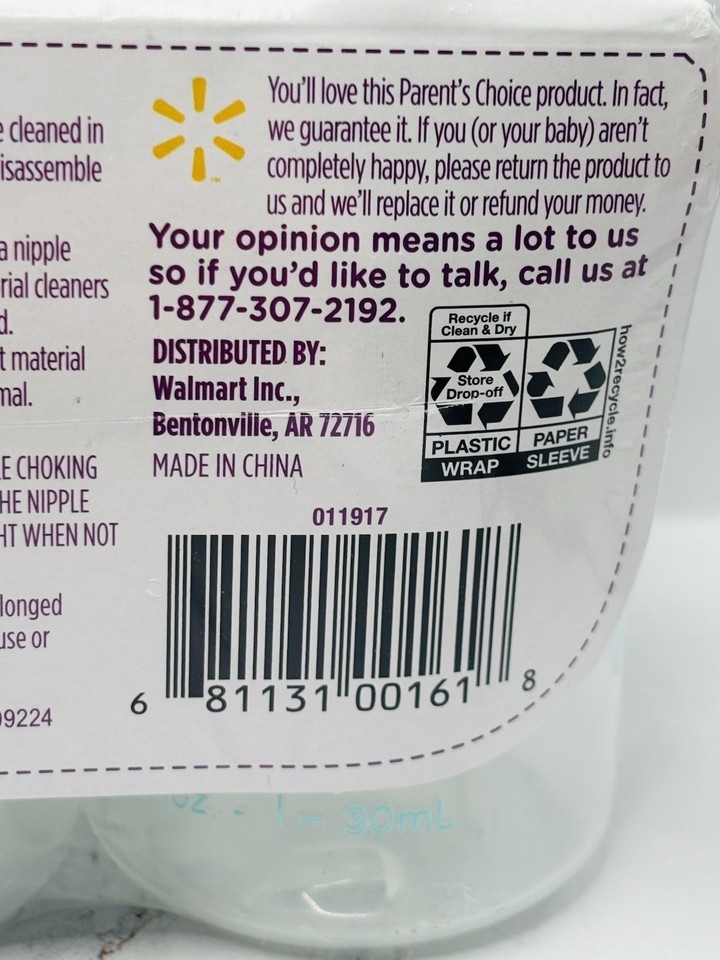 e cleaned in
isassemble
a nipple
rial cleaners
d.
t material
mal.
E CHOKING
HE NIPPLE
HT WHEN NOT
longed
use or
09224
You'll love this Parent's Choice product. In fact,
we guarantee it. If you (or your baby) aren't
completely happy, please return the product to
us and we'll replace it or refund your money.
Your opinion means a lot to us
so if you'd like to talk, call us at
1-877-307-2192.
DISTRIBUTED BY:
Walmart Inc.,
Bentonville, AR 72716
MADE IN CHINA
Recycle if
Clean & Dry
Store
Drop-off
PLASTIC
WRAP
PAPER
SLEEVE
how2recycle.info
011917
6 81131 00161 8
oz - 1 - 30mL